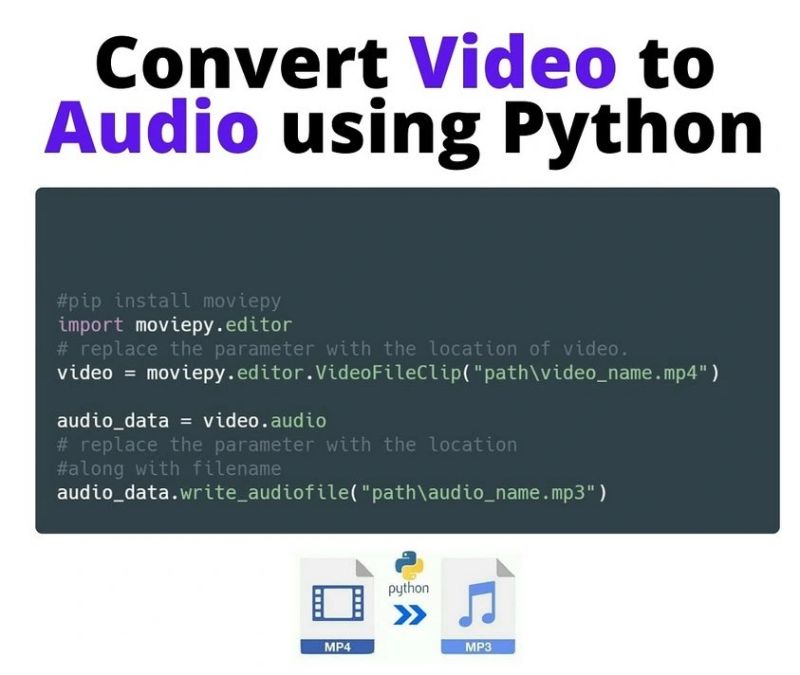 Convert Video to
Audio using Python
#pip install moviepy
import moviepy.editor
# replace the parameter with the location of video.
video = moviepy.editor.VideoFileClip("path\video_name.mp4")
audio_data = video.audio
# replace the parameter with the location
#along with filename
audio_data.write_audiofile("path\audio_name.mp3")
python
MP4
MP3